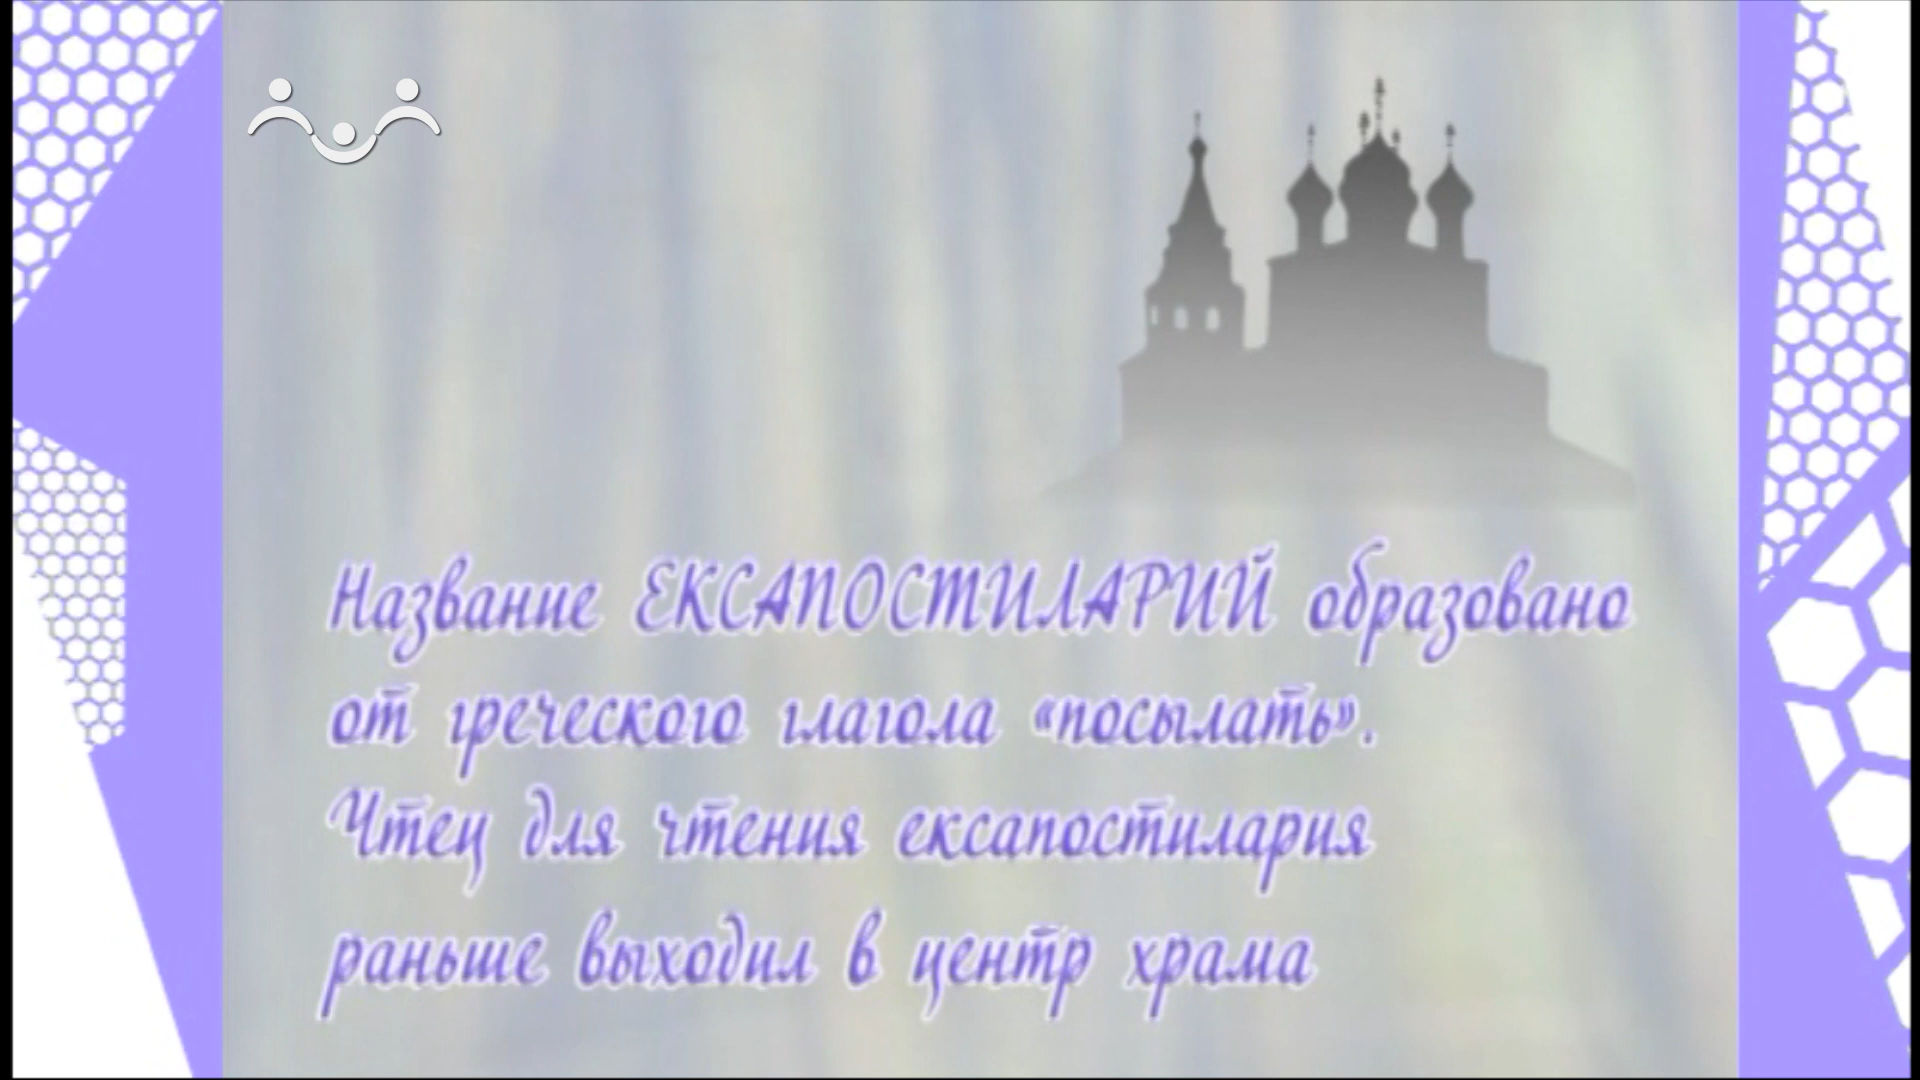 Название ЕКСАПОСТИЛАРИЙ образовано
от греческого глагола «посылать».
Чтец для чтения ексапостилария
раньше выходил в центр храма